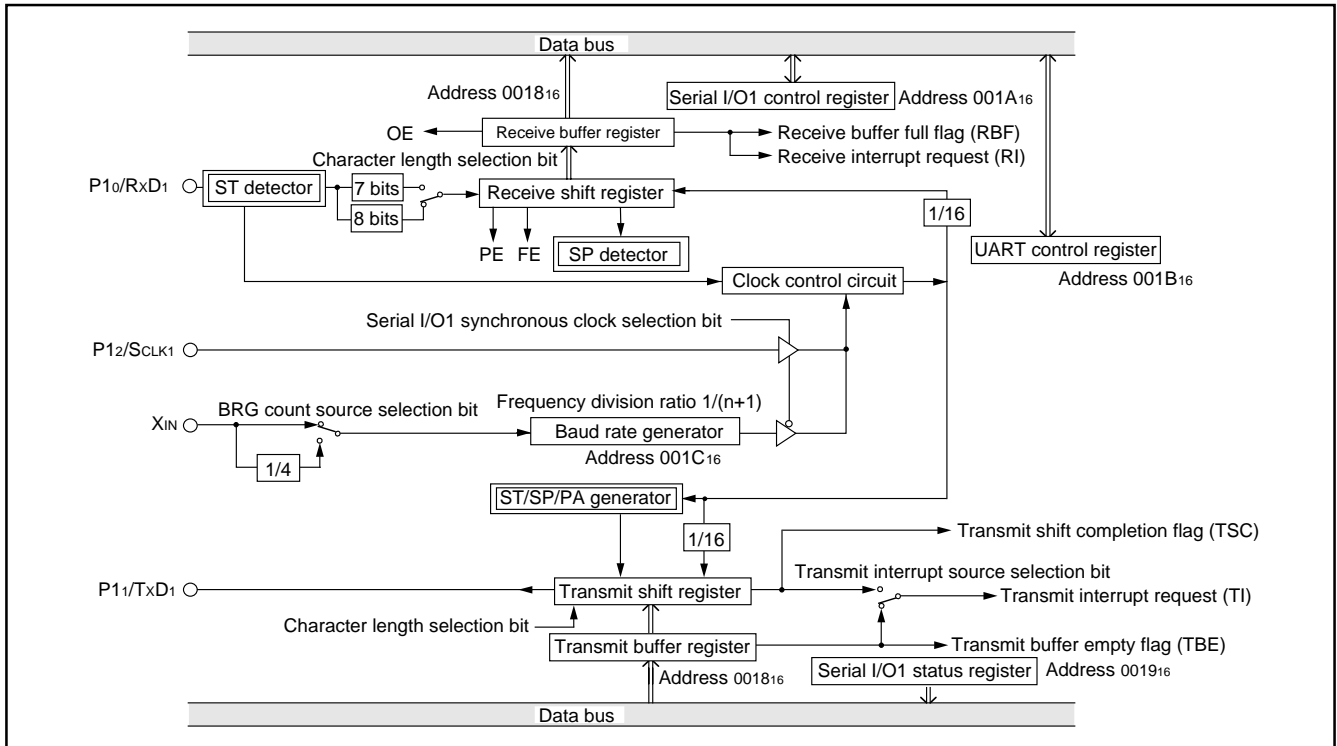 Data bus
Address 001816
Serial I/O1 control register Address 001A16
OE
Receive buffer register
Receive buffer full flag (RBF)
Receive interrupt request (RI)
Character length selection bit
P10/RXD1
ST detector
7 bits
8 bits
Receive shift register
1/16
PE FE
SP detector
UART control register
Address 001B16
Clock control circuit
Serial I/O1 synchronous clock selection bit
P12/SCLK1
XIN
BRG count source selection bit
Frequency division ratio 1/(n+1)
Baud rate generator
Address 001C16
1/4
ST/SP/PA generator
1/16
Transmit shift completion flag (TSC)
P11/TXD1
Transmit shift register
Transmit interrupt source selection bit
Transmit interrupt request (TI)
Character length selection bit
Transmit buffer register
Transmit buffer empty flag (TBE)
Address 001816
Serial I/O1 status register Address 001916
Data bus